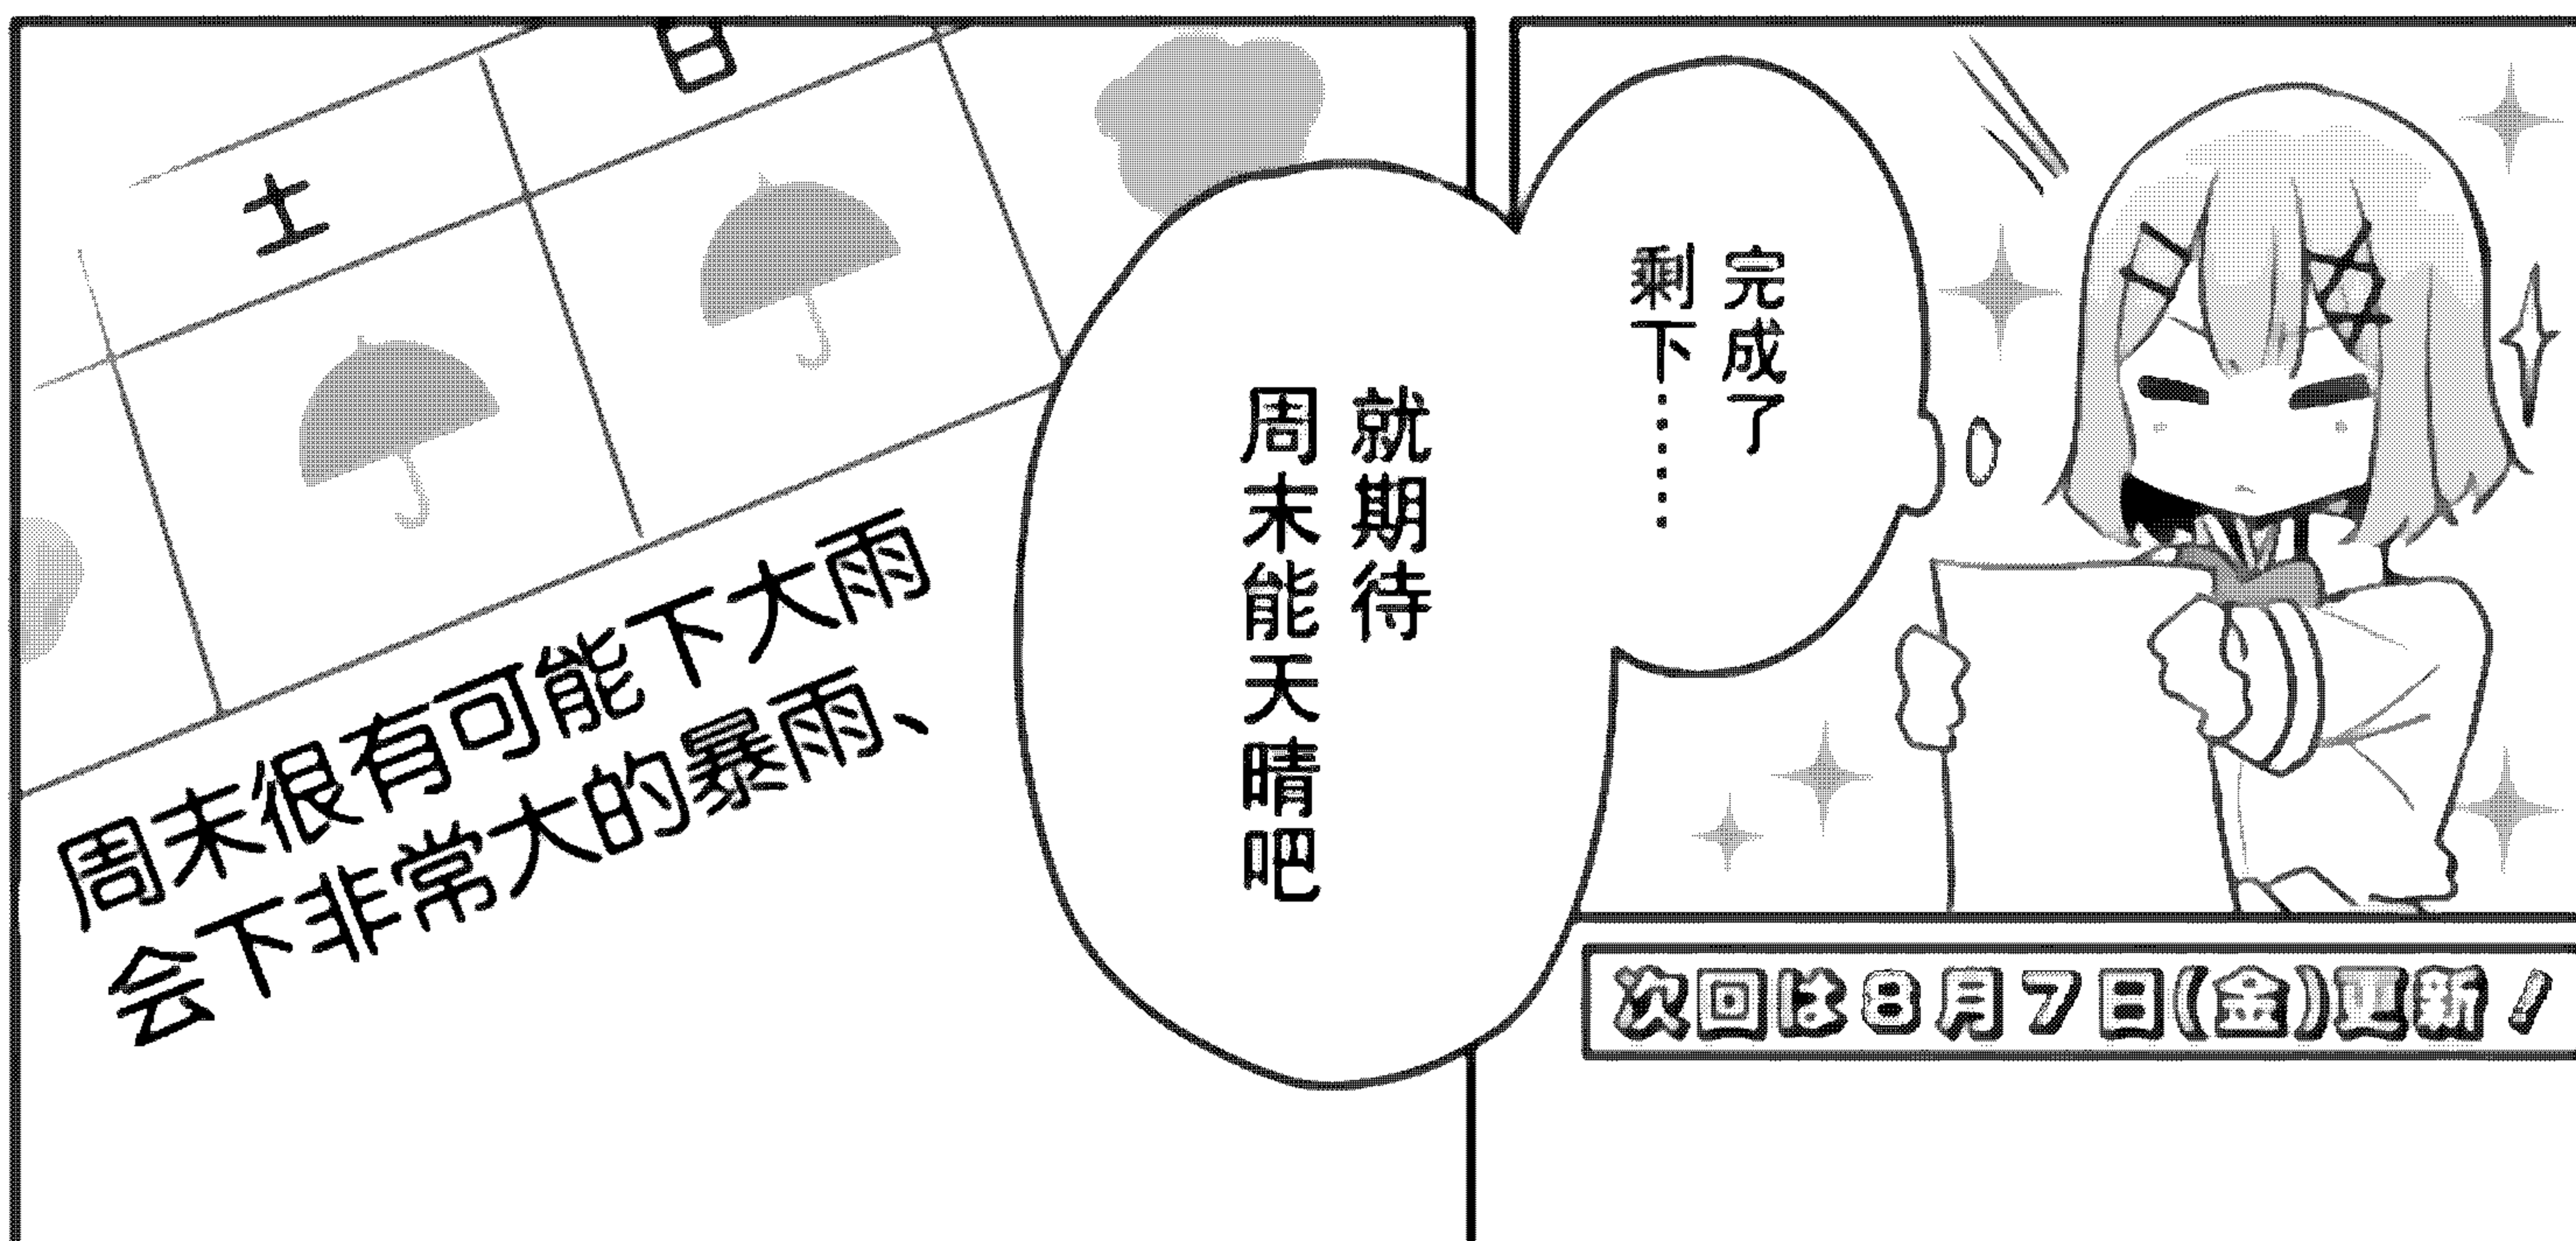 完成了
剩下……
就期待
周末能天晴吧
次回は8月7日(金)更新!
日
土
周末很有可能下大雨
会下非常大的暴雨、